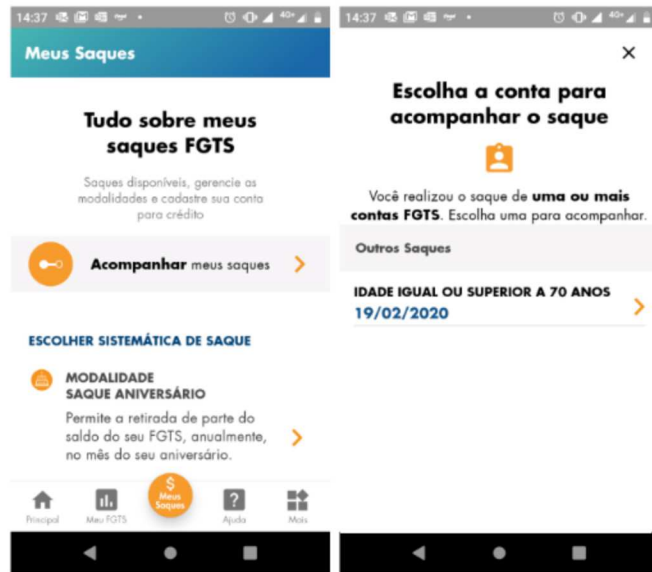 14:37
40+
Meus Saques
Tudo sobre meus
saques FGTS
Saques disponíveis, gerencie as
modalidades e cadastre sua conta
para crédito
Acompanhar meus saques
ESCOLHER SISTEMÁTICA DE SAQUE
MODALIDADE
SAQUE ANIVERSÁRIO
Permite a retirada de parte do
saldo do seu FGTS, anualmente,
no mês do seu aniversário.
Principal
Meu FGTS
$
Meus
Saques
?
Ajuda
Mais
14:37
40+
Escolha a conta para
acompanhar o saque
Você realizou o saque de uma ou mais
contas FGTS. Escolha uma para acompanhar.
Outros Saques
IDADE IGUAL OU SUPERIOR A 70 ANOS
19/02/2020